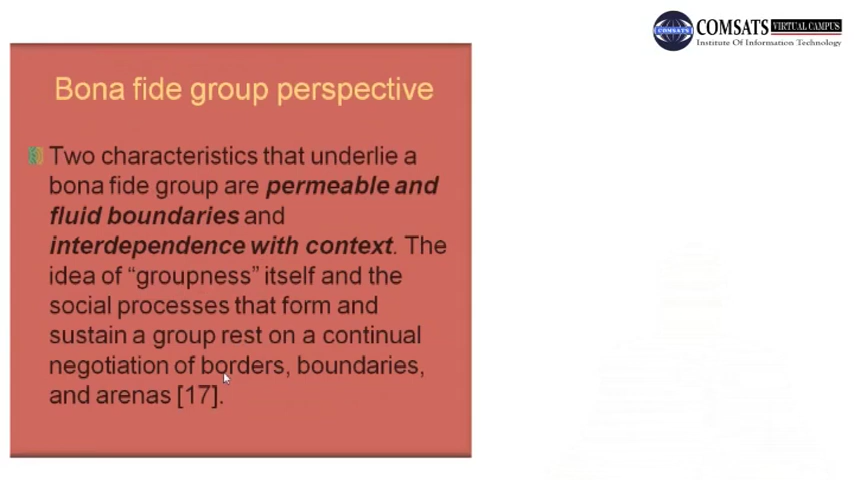 COMSATS VIRTUAL CAMPUS
COMSATS
Institute Of Information Technology
Bona fide group perspective
Two characteristics that underlie a
bona fide group are permeable and
fluid boundaries and
interdependence with context. The
idea of “groupness” itself and the
social processes that form and
sustain a group rest on a continual
negotiation of borders, boundaries,
and arenas [17].